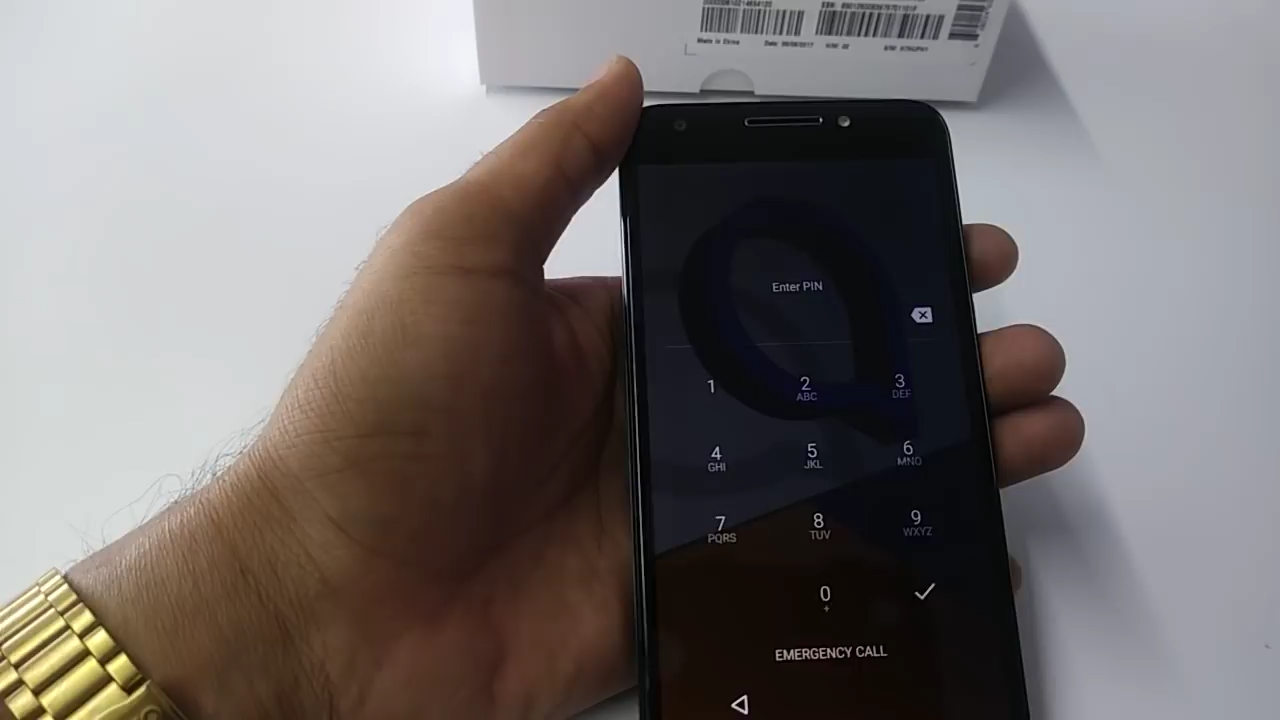 Made in China
Enter PIN
1
2
ABC
3
DEF
4
GHI
5
JKL
6
MNO
7
PQRS
8
TUV
9
WXYZ
0
+
EMERGENCY CALL